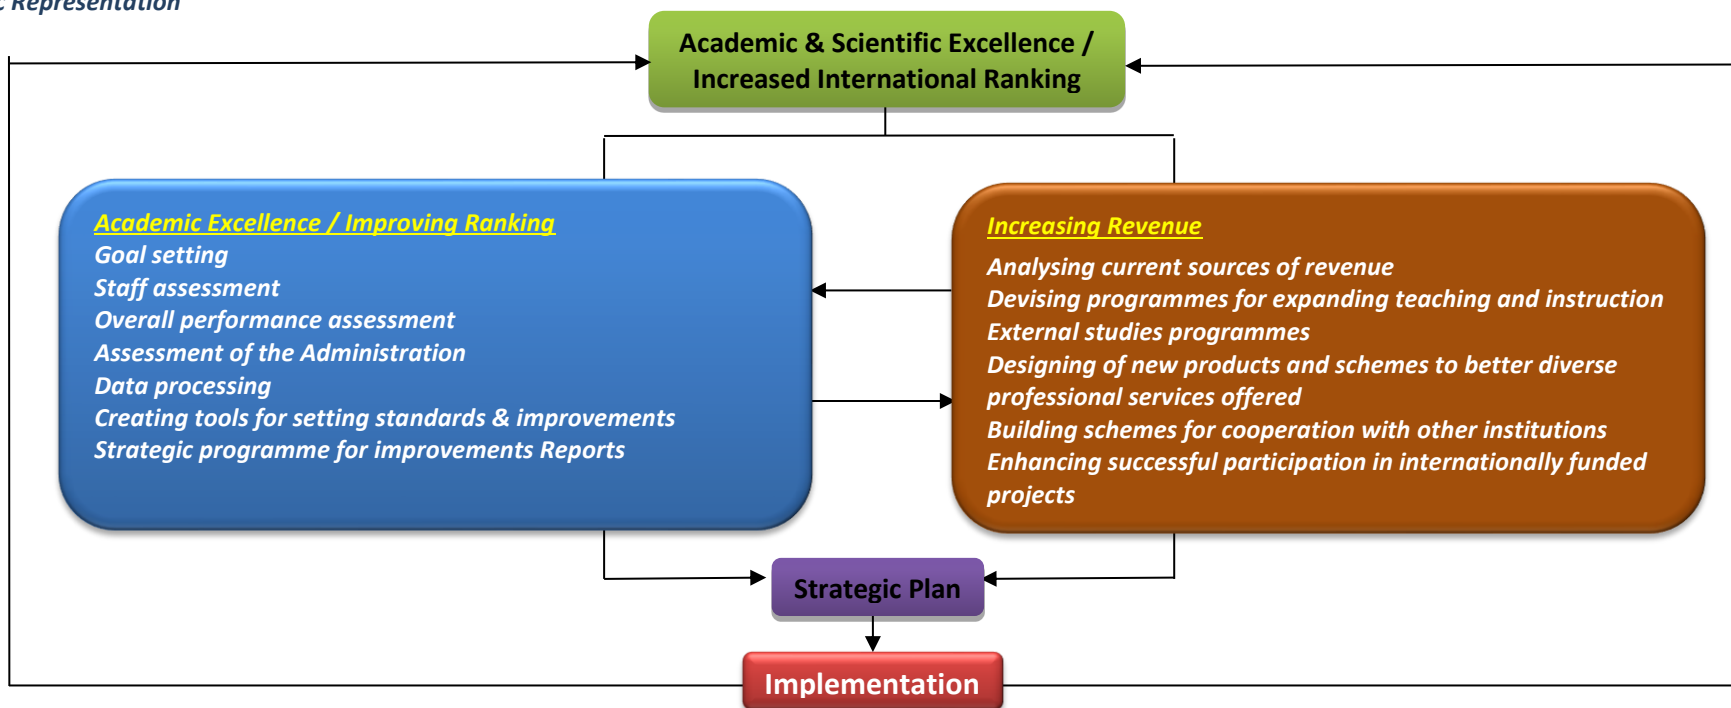 c Representation
Academic & Scientific Excellence /
Increased International Ranking
Academic Excellence / Improving Ranking
Goal setting
Staff assessment
Overall performance assessment
Assessment of the Administration
Data processing
Creating tools for setting standards & improvements
Strategic programme for improvements Reports
Increasing Revenue
Analysing current sources of revenue
Devising programmes for expanding teaching and instruction
External studies programmes
Designing of new products and schemes to better diverse
professional services offered
Building schemes for cooperation with other institutions
Enhancing successful participation in internationally funded
projects
Strategic Plan
Implementation